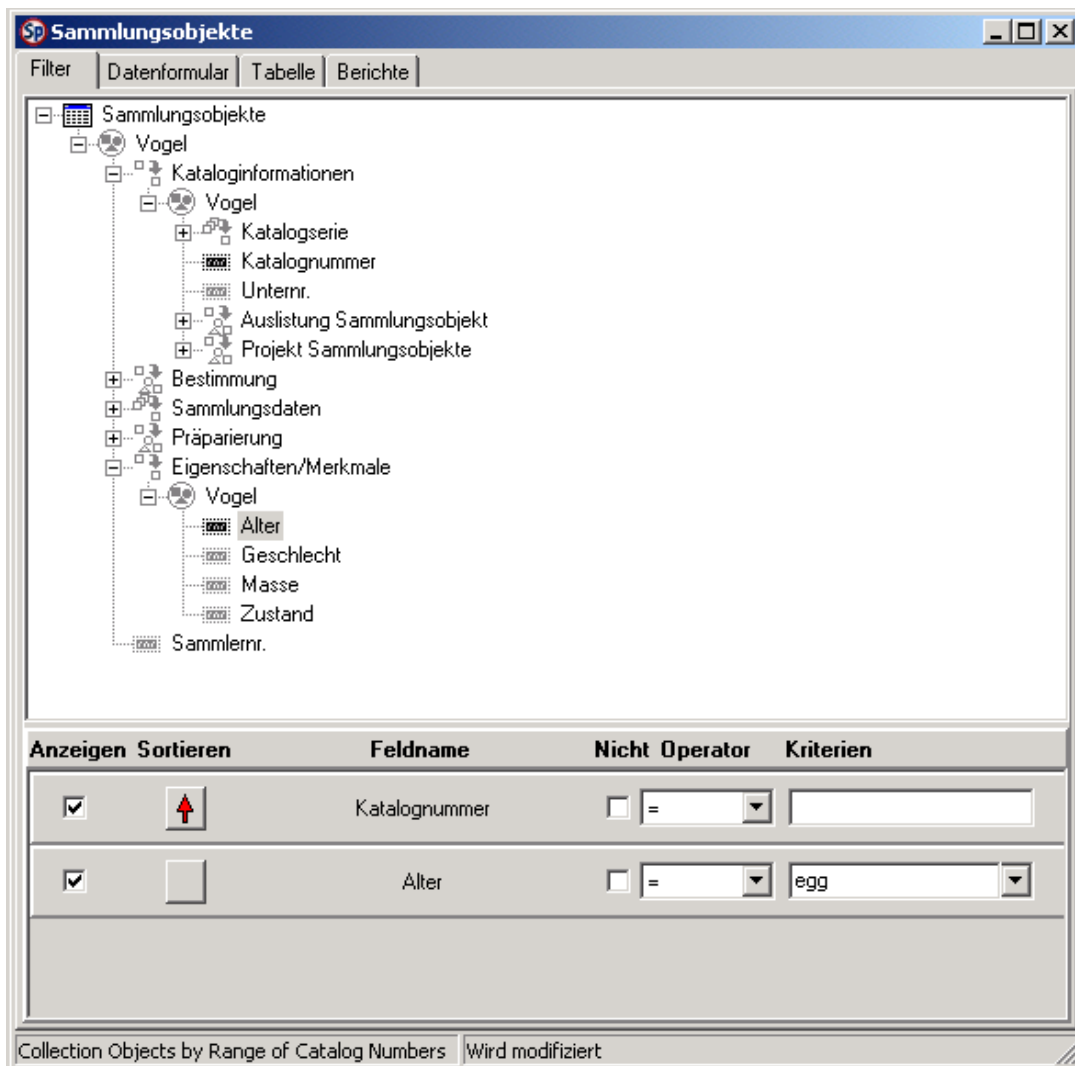 Sp Sammlungsobjekte
Filter Datenformular Tabelle Berichte
Sammlungsobjekte
Vogel
Kataloginformationen
Vogel
Katalogserie
Katalognummer
Unternr.
Auslistung Sammlungsobjekt
Projekt Sammlungsobjekte
Bestimmung
Sammlungsdaten
Präparierung
Eigenschaften/Merkmale
Vogel
Alter
Geschlecht
Masse
Zustand
Sammlernr.
Anzeigen Sortieren Feldname Nicht Operator Kriterien
Katalognummer =
Alter = egg
Collection Objects by Range of Catalog Numbers Wird modifiziert